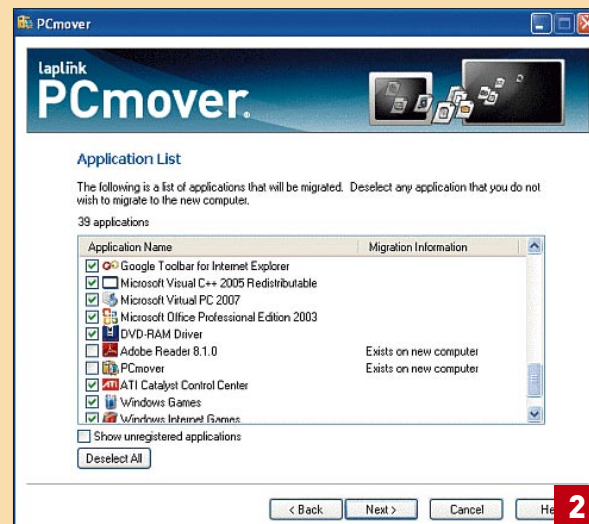 PCmover
laplink
PCmover.
Application List
The following is a list of applications that will be migrated. Deselect any application that you do not
wish to migrate to the new computer.
39 applications
Application Name Migration Information
Google Toolbar for Internet Explorer
Microsoft Visual C++ 2005 Redistributable
Microsoft Virtual PC 2007
Microsoft Office Professional Edition 2003
DVD-RAM Driver
Adobe Reader 8.1.0 Exists on new computer
PCmover Exists on new computer
ATI ATI Catalyst Control Center
Windows Games
Windows Internet Games
Show unregistered applications
Deselect All
< Back Next > Cancel He
2